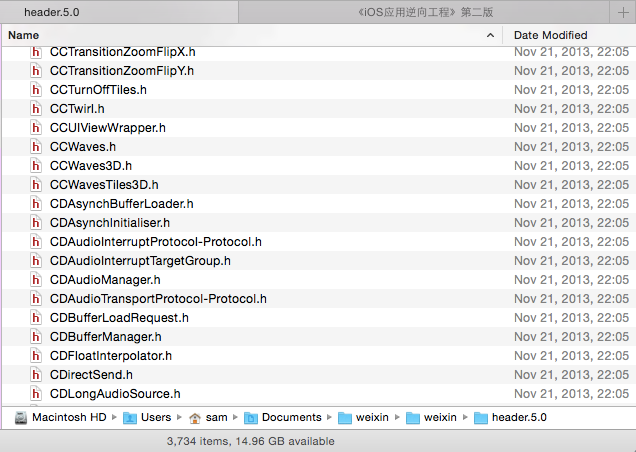 header.5.0 《iOS应用逆向工程》第二版
Name Date Modified
CCTransitionZoomFlipX.h Nov 21, 2013, 22:05
CCTransitionZoomFlipY.h Nov 21, 2013, 22:05
CCTurnOffTiles.h Nov 21, 2013, 22:05
CCTwirl.h Nov 21, 2013, 22:05
CCUIViewWrapper.h Nov 21, 2013, 22:05
CCWaves.h Nov 21, 2013, 22:05
CCWaves3D.h Nov 21, 2013, 22:05
CCWavesTiles3D.h Nov 21, 2013, 22:05
CDAsynchBufferLoader.h Nov 21, 2013, 22:05
CDAsynchInitialiser.h Nov 21, 2013, 22:05
CDAudioInterruptProtocol-Protocol.h Nov 21, 2013, 22:05
CDAudioInterruptTargetGroup.h Nov 21, 2013, 22:05
CDAudioManager.h Nov 21, 2013, 22:05
CDAudioTransportProtocol-Protocol.h Nov 21, 2013, 22:05
CDBufferLoadRequest.h Nov 21, 2013, 22:05
CDBufferManager.h Nov 21, 2013, 22:05
CDFloatInterpolator.h Nov 21, 2013, 22:05
CDirectSend.h Nov 21, 2013, 22:05
CDLongAudioSource.h Nov 21, 2013, 22:05
Macintosh HD Users sam Documents weixin weixin header.5.0
3,734 items, 14.96 GB available